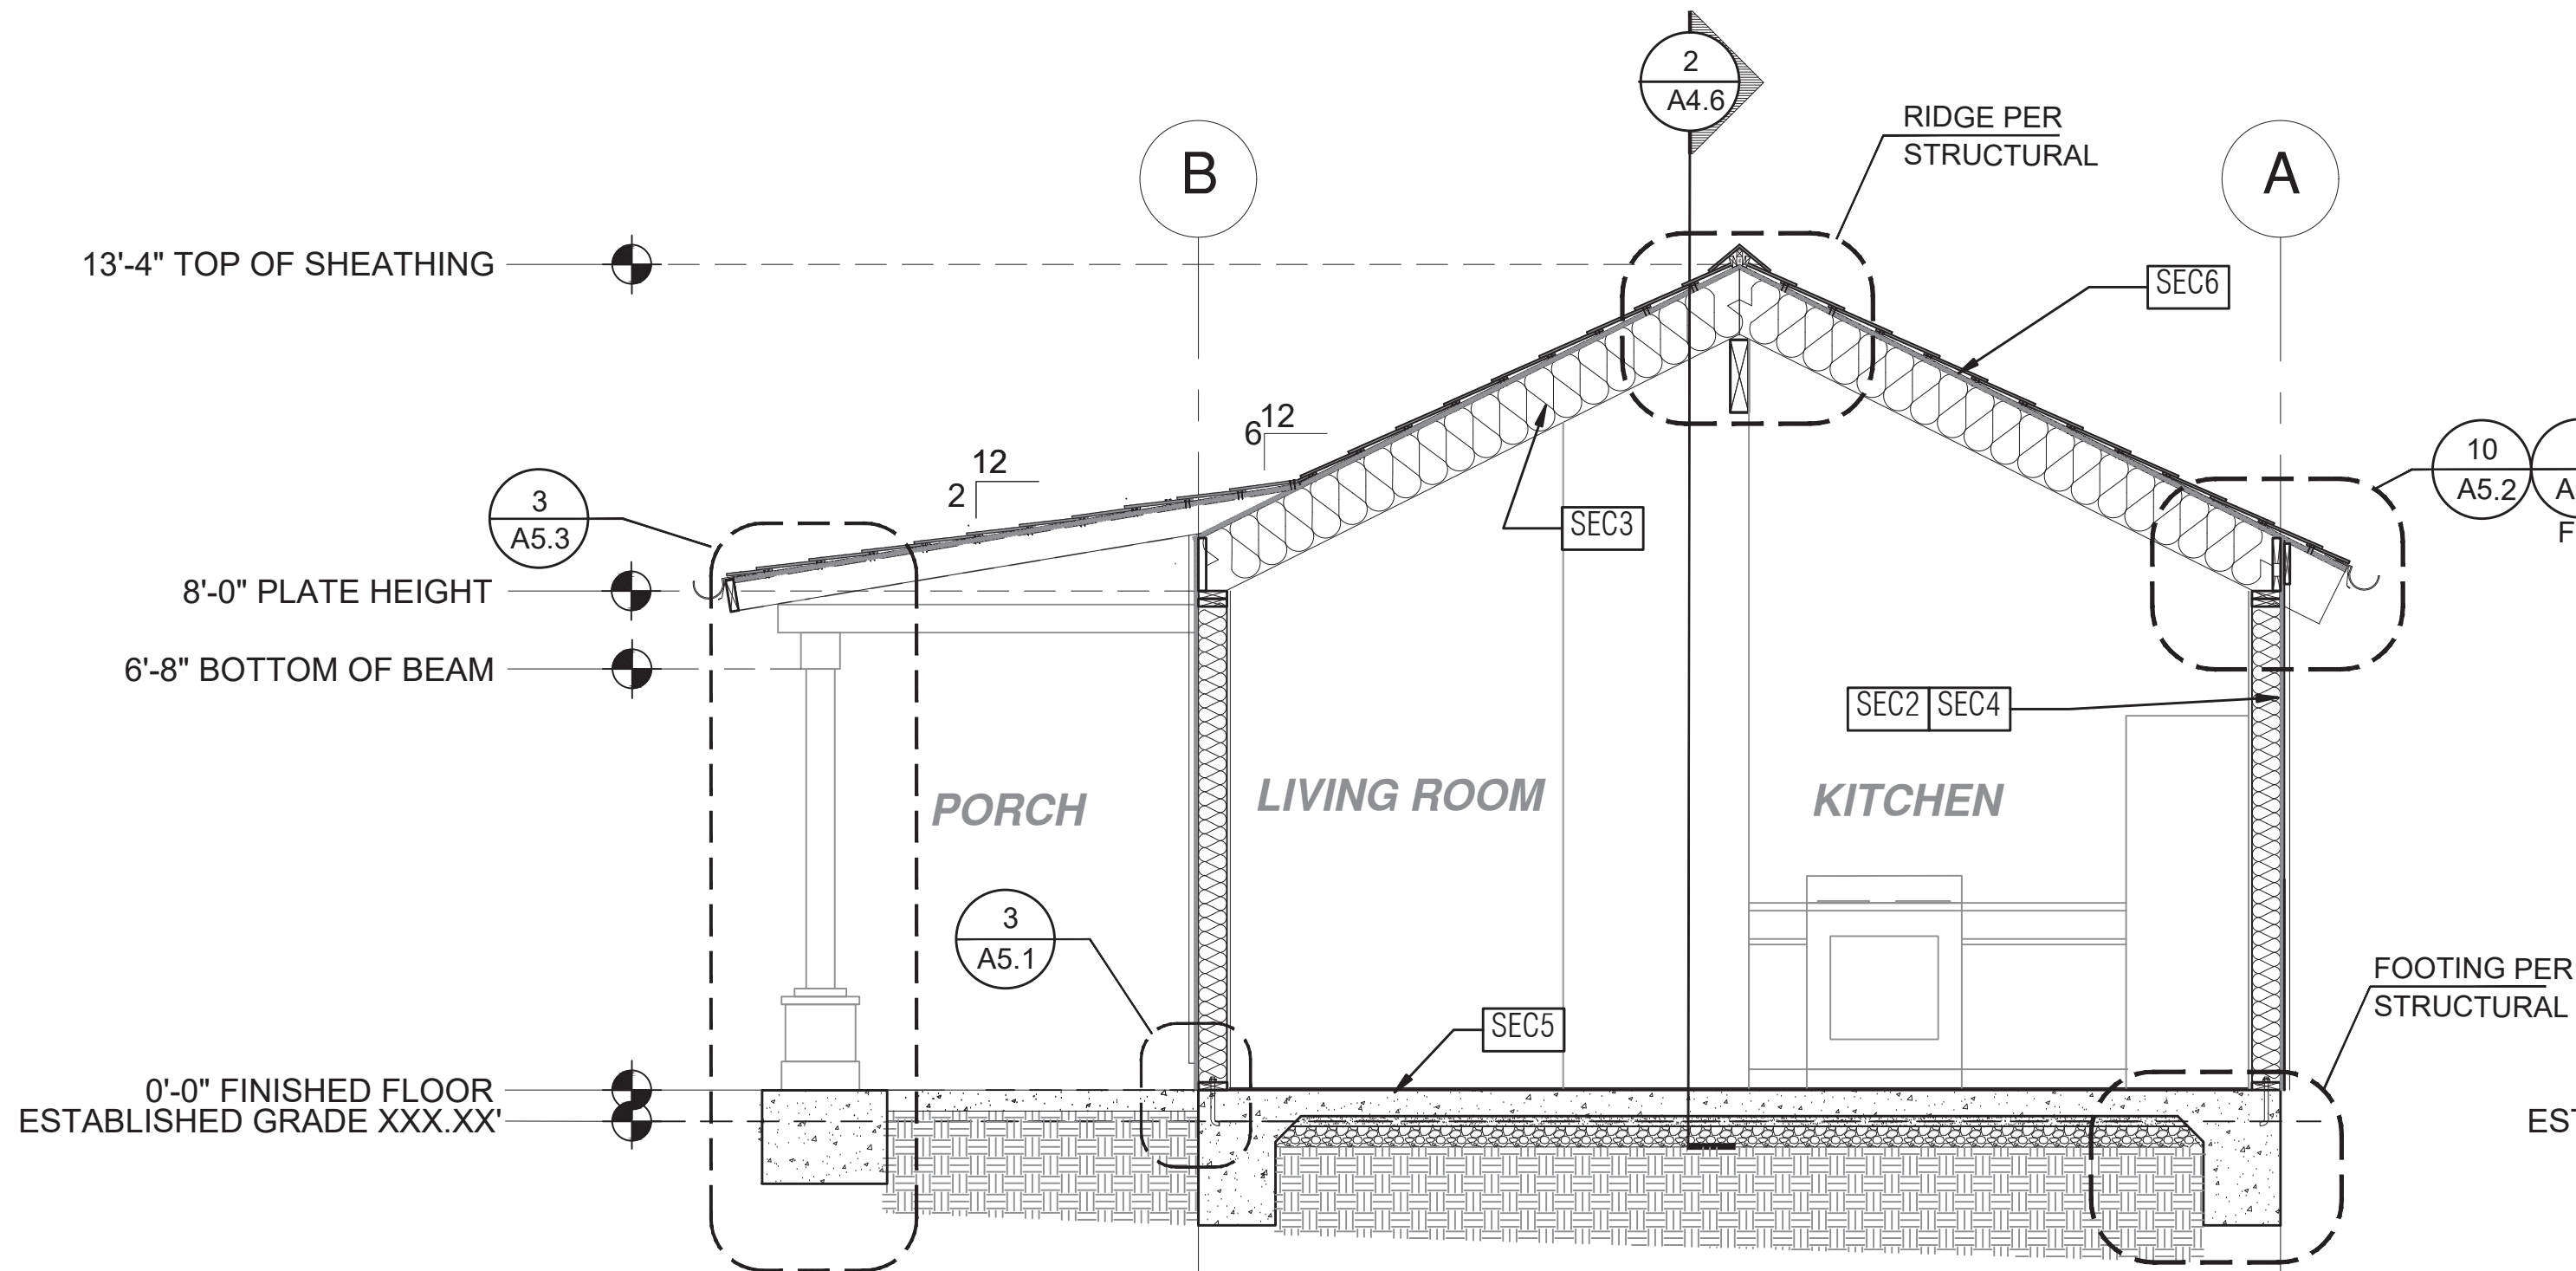 2
A4.6
RIDGE PER
STRUCTURAL
B
A
13'-4" TOP OF SHEATHING
SEC6
12
6
12
2
10
A5.2
A
F
3
A5.3
SEC3
8'-0" PLATE HEIGHT
6'-8" BOTTOM OF BEAM
SEC2 SEC4
PORCH
LIVING ROOM
KITCHEN
3
A5.1
FOOTING PER
STRUCTURAL
SEC5
0'-0" FINISHED FLOOR
ESTABLISHED GRADE XXX.XX'
EST